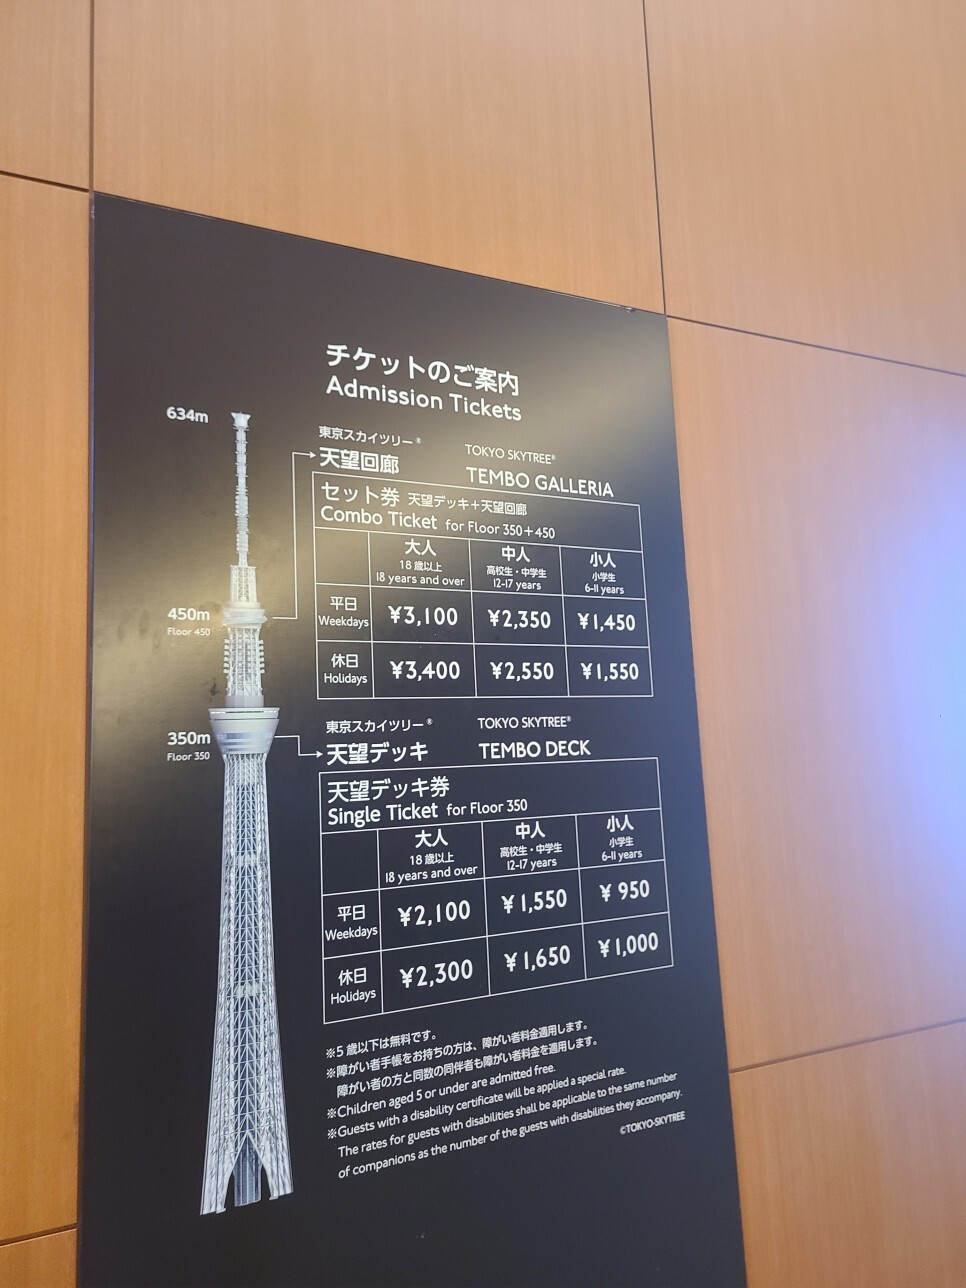 チケットのご案内
Admission Tickets
634m
東京スカイツリー® TOKYO SKYTREE®
天望回廊 TEMBO GALLERIA
セット券 天望デッキ+天望回廊
Combo Ticket for Floor 350+450
大人 中人 小人
18歳以上 高校生・中学生 小学生
18 years and over 12-17 years 6-11 years
平日 Weekdays ¥3,100 ¥2,350 ¥1,450
休日 Holidays ¥3,400 ¥2,550 ¥1,550
450m
Floor 450
350m
Floor 350
東京スカイツリー® TOKYO SKYTREE®
天望デッキ TEMBO DECK
天望デッキ券
Single Ticket for Floor 350
大人 中人 小人
18歳以上 高校生・中学生 小学生
18 years and over 12-17 years 6-11 years
平日 Weekdays ¥2,100 ¥1,550 ¥950
休日 Holidays ¥2,300 ¥1,650 ¥1,000
※5歳以下は無料です。
※障がい者手帳をお持ちの方は、障がい者料金適用します。
障がい者の方と同数の同伴者も障がい者料金を適用します。
※Children aged 5 or under are admitted free.
※Guests with a disability certificate will be applied a special rate.
The rates for guests with disabilities shall be applicable to the same number
of companions as the number of the guests with disabilities they accompany.
©TOKYO-SKYTREE